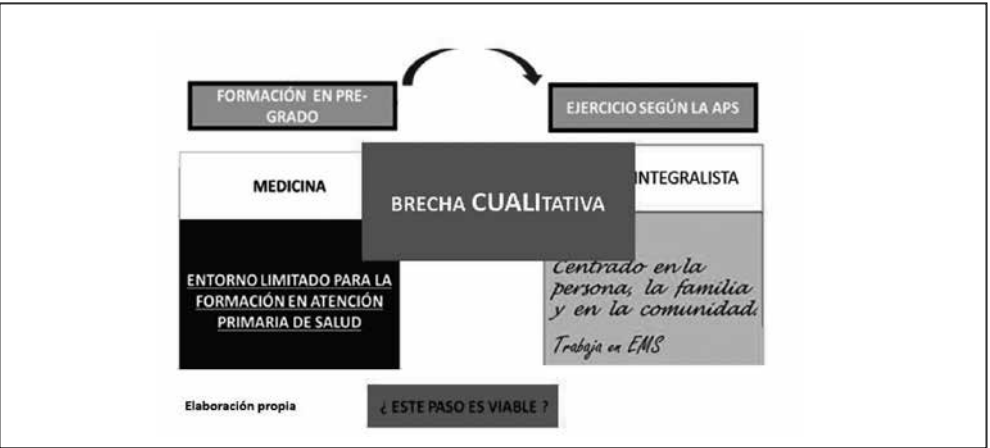 FORMACIÓN EN PRE-
GRADO
EJERCICIO SEGÚN LA APS
MEDICINA
BRECHA CUALITATIVA
INTEGRALISTA
ENTORNO LIMITADO PARA LA
FORMACIÓN EN ATENCIÓN
PRIMARIA DE SALUD
Centrado en la
persona, la familia
y en la comunidad.
Trabaja en EMS
Elaboración propia
¿ ESTE PASO ES VIABLE ?